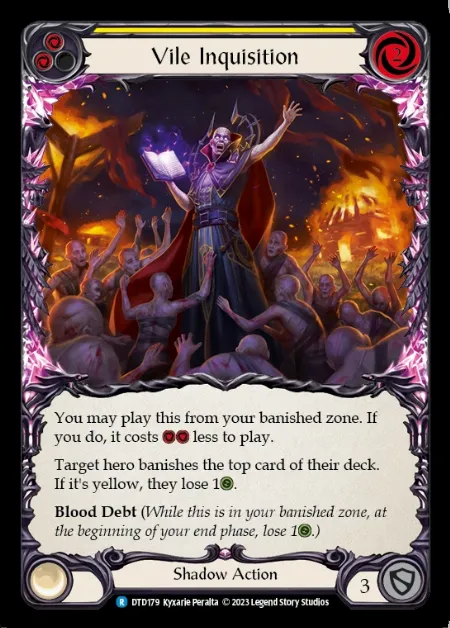 Vile Inquisition
2
You may play this from your banished zone. If
you do, it costs less to play.
Target hero banishes the top card of their deck.
If it's yellow, they lose 1.
Blood Debt (While this is in your banished zone, at
the beginning of your end phase, lose 1.)
Shadow Action
3
R DTD179 Kyxarie Peralta © 2023 Legend Story Studios